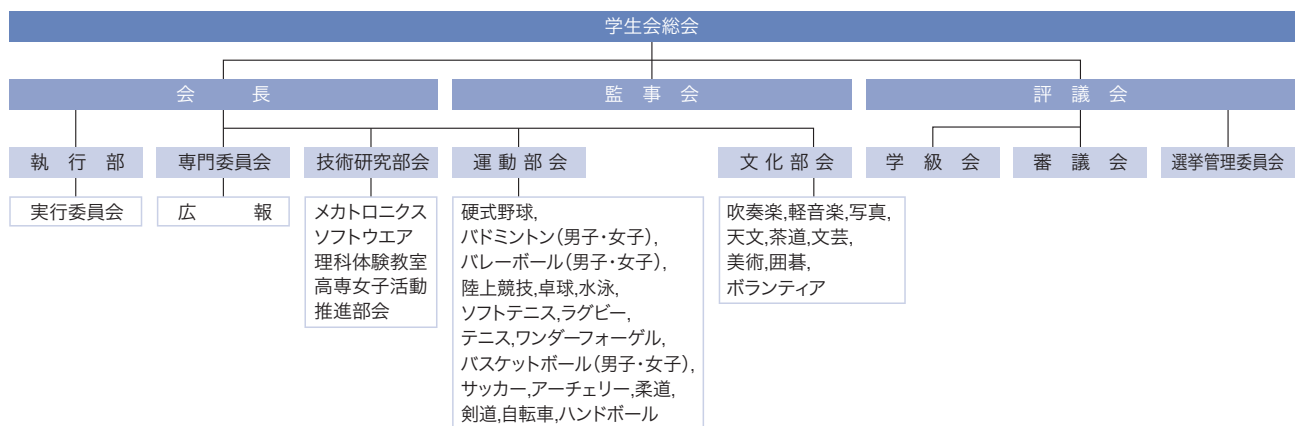 学生会総会
会長
監事会
評議会
執行部
専門委員会
技術研究部会
運動部会
文化部会
学級会
審議会
選挙管理委員会
実行委員会
広報
メカトロニクス
ソフトウエア
理科体験教室
高専女子活動
推進部会
硬式野球,
バドミントン(男子・女子),
バレーボール(男子・女子),
陸上競技,卓球,水泳,
ソフトテニス,ラグビー,
テニス,ワンダーフォーゲル,
バスケットボール(男子・女子),
サッカー,アーチェリー,柔道,
剣道,自転車,ハンドボール
吹奏楽,軽音楽,写真,
天文,茶道,文芸,
美術,囲碁,
ボランティア